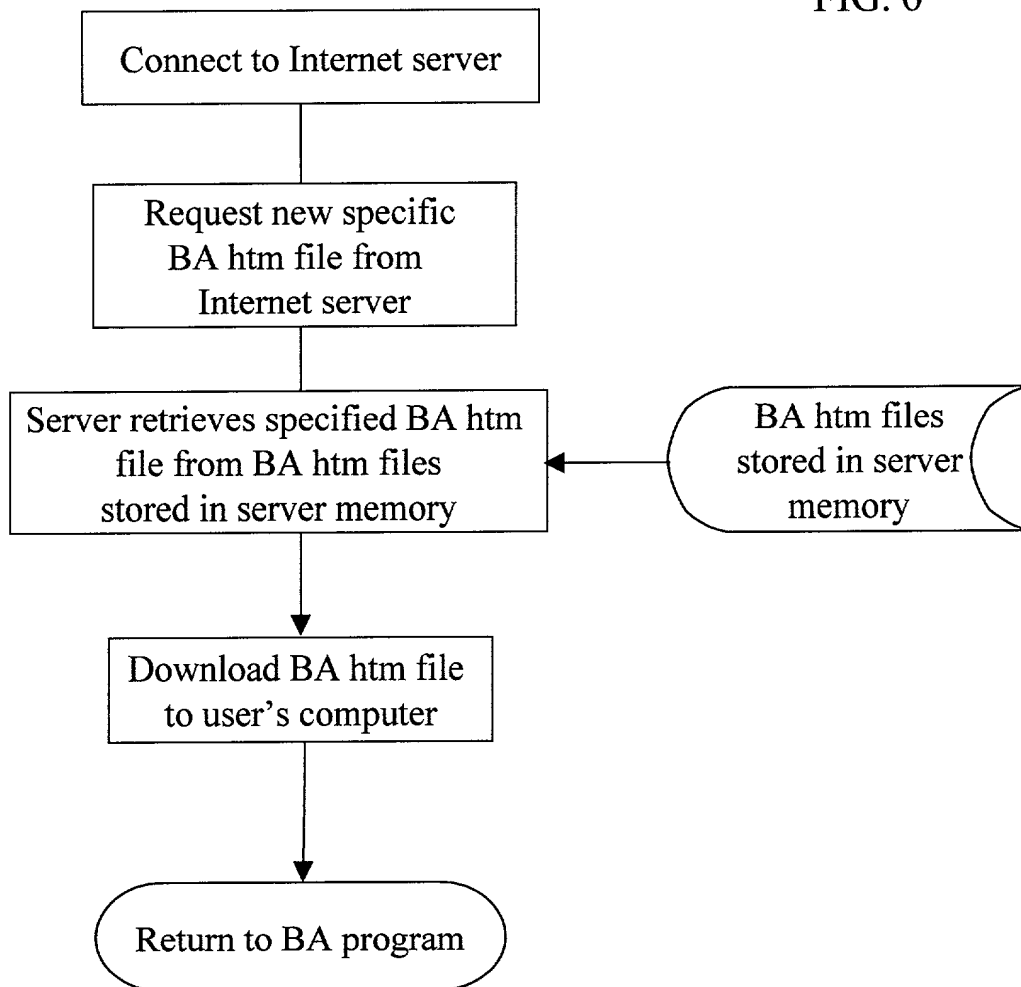 Connect to Internet server
Request new specific
BA htm file from
Internet server
Server retrieves specified BA htm
file from BA htm files
stored in server memory
BA htm files
stored in server
memory
Download BA htm file
to user's computer
Return to BA program